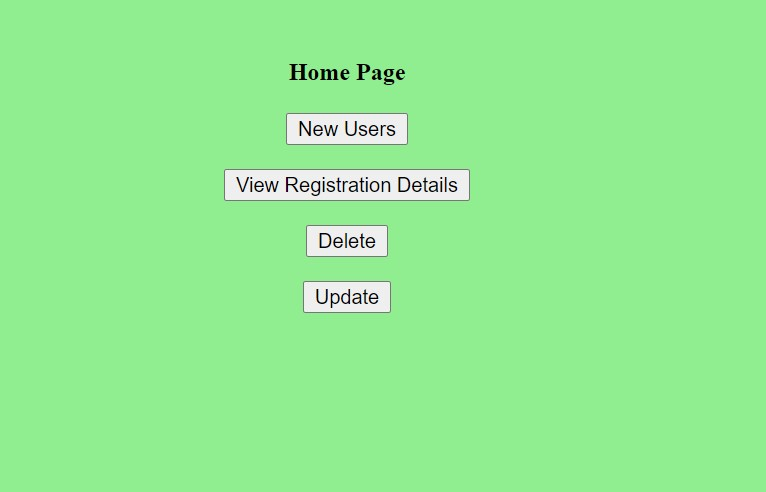 Home Page
New Users
View Registration Details
Delete
Update